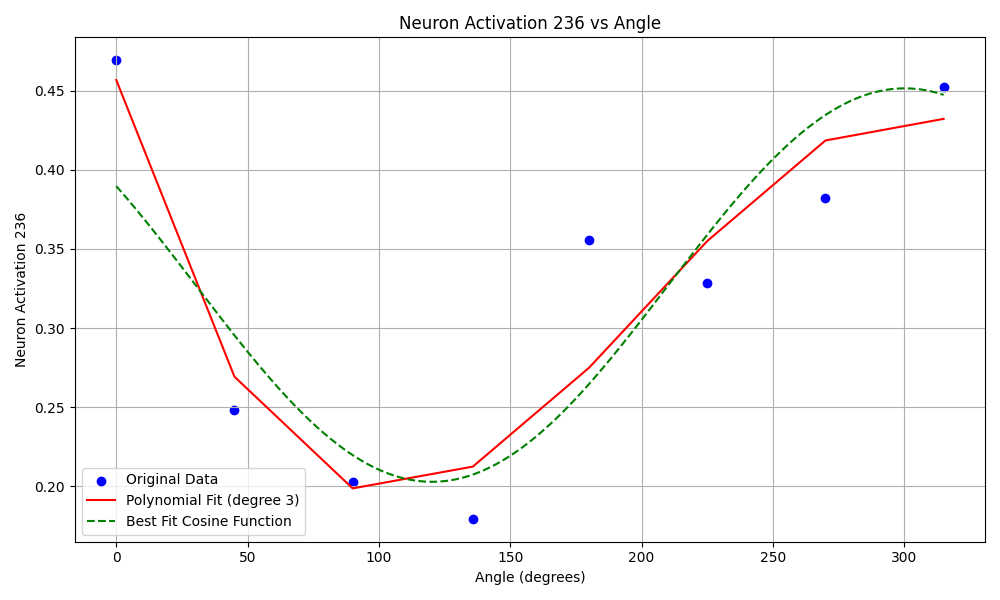 Neuron Activation 236 vs Angle
Neuron Activation 236
0.45
0.40
0.35
0.30
0.25
0.20
Original Data
Polynomial Fit (degree 3)
Best Fit Cosine Function
0 50 100 150 200 250 300
Angle (degrees)